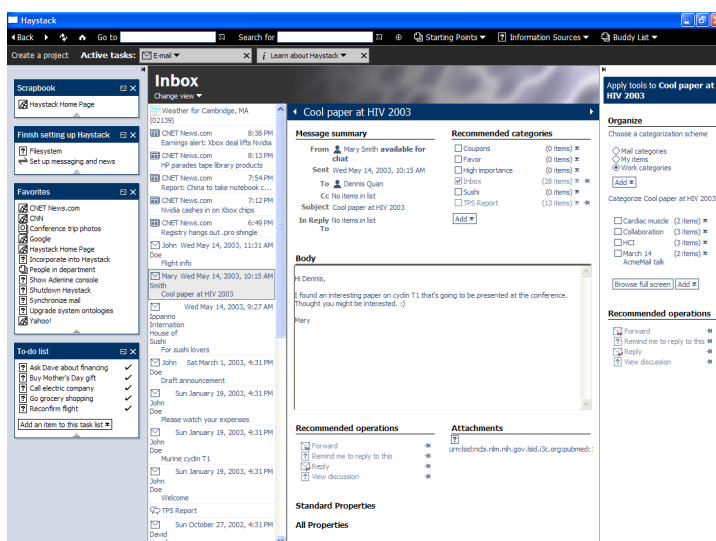 Haystack
Back
Go to
Search for
Starting Points
Information Sources
Buddy List
Create a project
Active tasks:
E-mail
X
i Learn about Haystack
X
Scrapbook
Haystack Home Page
Finish setting up Haystack
Filesystem
Set up messaging and news
Favorites
CNET News.com
CNN
Conference trip photos
Google
Haystack Home Page
Incorporate into Haystack
People in department
Show Adenine console
Shutdown Haystack
Synchronize mail
Upgrade system ontologies
Yahoo!
To-do list
Ask Dave about financing
Buy Mother's Day gift
Call electric company
Go grocery shopping
Reconfirm flight
Add an item to this task list
Inbox
Change view
Weather for Cambridge, MA
(02139)
CNET News.com 8:38 PM
Earnings alert: Xbox deal lifts Nvidia
CNET News.com 8:13 PM
HP parades tape library products
CNET News.com 7:54 PM
Report: China to take notebook c...
CNET News.com 7:12 PM
Nvidia cashes in on Xbox chips
CNET News.com 6:49 PM
Registry hangs out .pro shingle
John Wed May 14, 2003, 11:31 AM
Doe
Flight info
Mary Wed May 14, 2003, 10:15 AM
Smith
Cool paper at HIV 2003
Wed May 14, 2003, 9:27 AM
Ippanno
Internation
House of
Sushi
For sushi lovers
John Sat March 1, 2003, 4:31 PM
Doe
Draft announcement
Sun January 19, 2003, 4:31 PM
John
Doe
Please watch your expenses
Sun January 19, 2003, 4:31 PM
John
Doe
Murine cyclin T1
Sun January 19, 2003, 4:31 PM
John
Doe
Welcome
TPS Report
Sun October 27, 2002, 4:31 PM
David
Cool paper at HIV 2003
Message summary
From Mary Smith available for
chat
Sent Wed May 14, 2003, 10:15 AM
To Dennis Quan
Cc No items in list
Subject Cool paper at HIV 2003
In Reply No items in list
To
Recommended categories
Coupons (0 items)
Favor (0 items)
High importance (0 items)
Inbox (28 items)
Sushi (0 items)
TPS Report (13 items)
Add
Body
Hi Dennis,
I found an interesting paper on cyclin T1 that's going to be presented at the conference.
Thought you might be interested. :)
Mary
Recommended operations
Forward
Remind me to reply to this
Reply
View discussion
Attachments
urn:lsid:ncbi.nlm.nih.gov.lsid.i3c.org:pubmed:
Standard Properties
All Properties
Apply tools to Cool paper at
HIV 2003
Organize
Choose a categorization scheme
Mail categories
My items
Work categories
Add
Categorize Cool paper at HIV 2003
Cardiac muscle (2 items)
Collaboration (3 items)
HCI (3 items)
March 14 (2 items)
AcmeMail talk
Browse full screen
Add
Recommended operations
Forward
Remind me to reply to this
Reply
View discussion